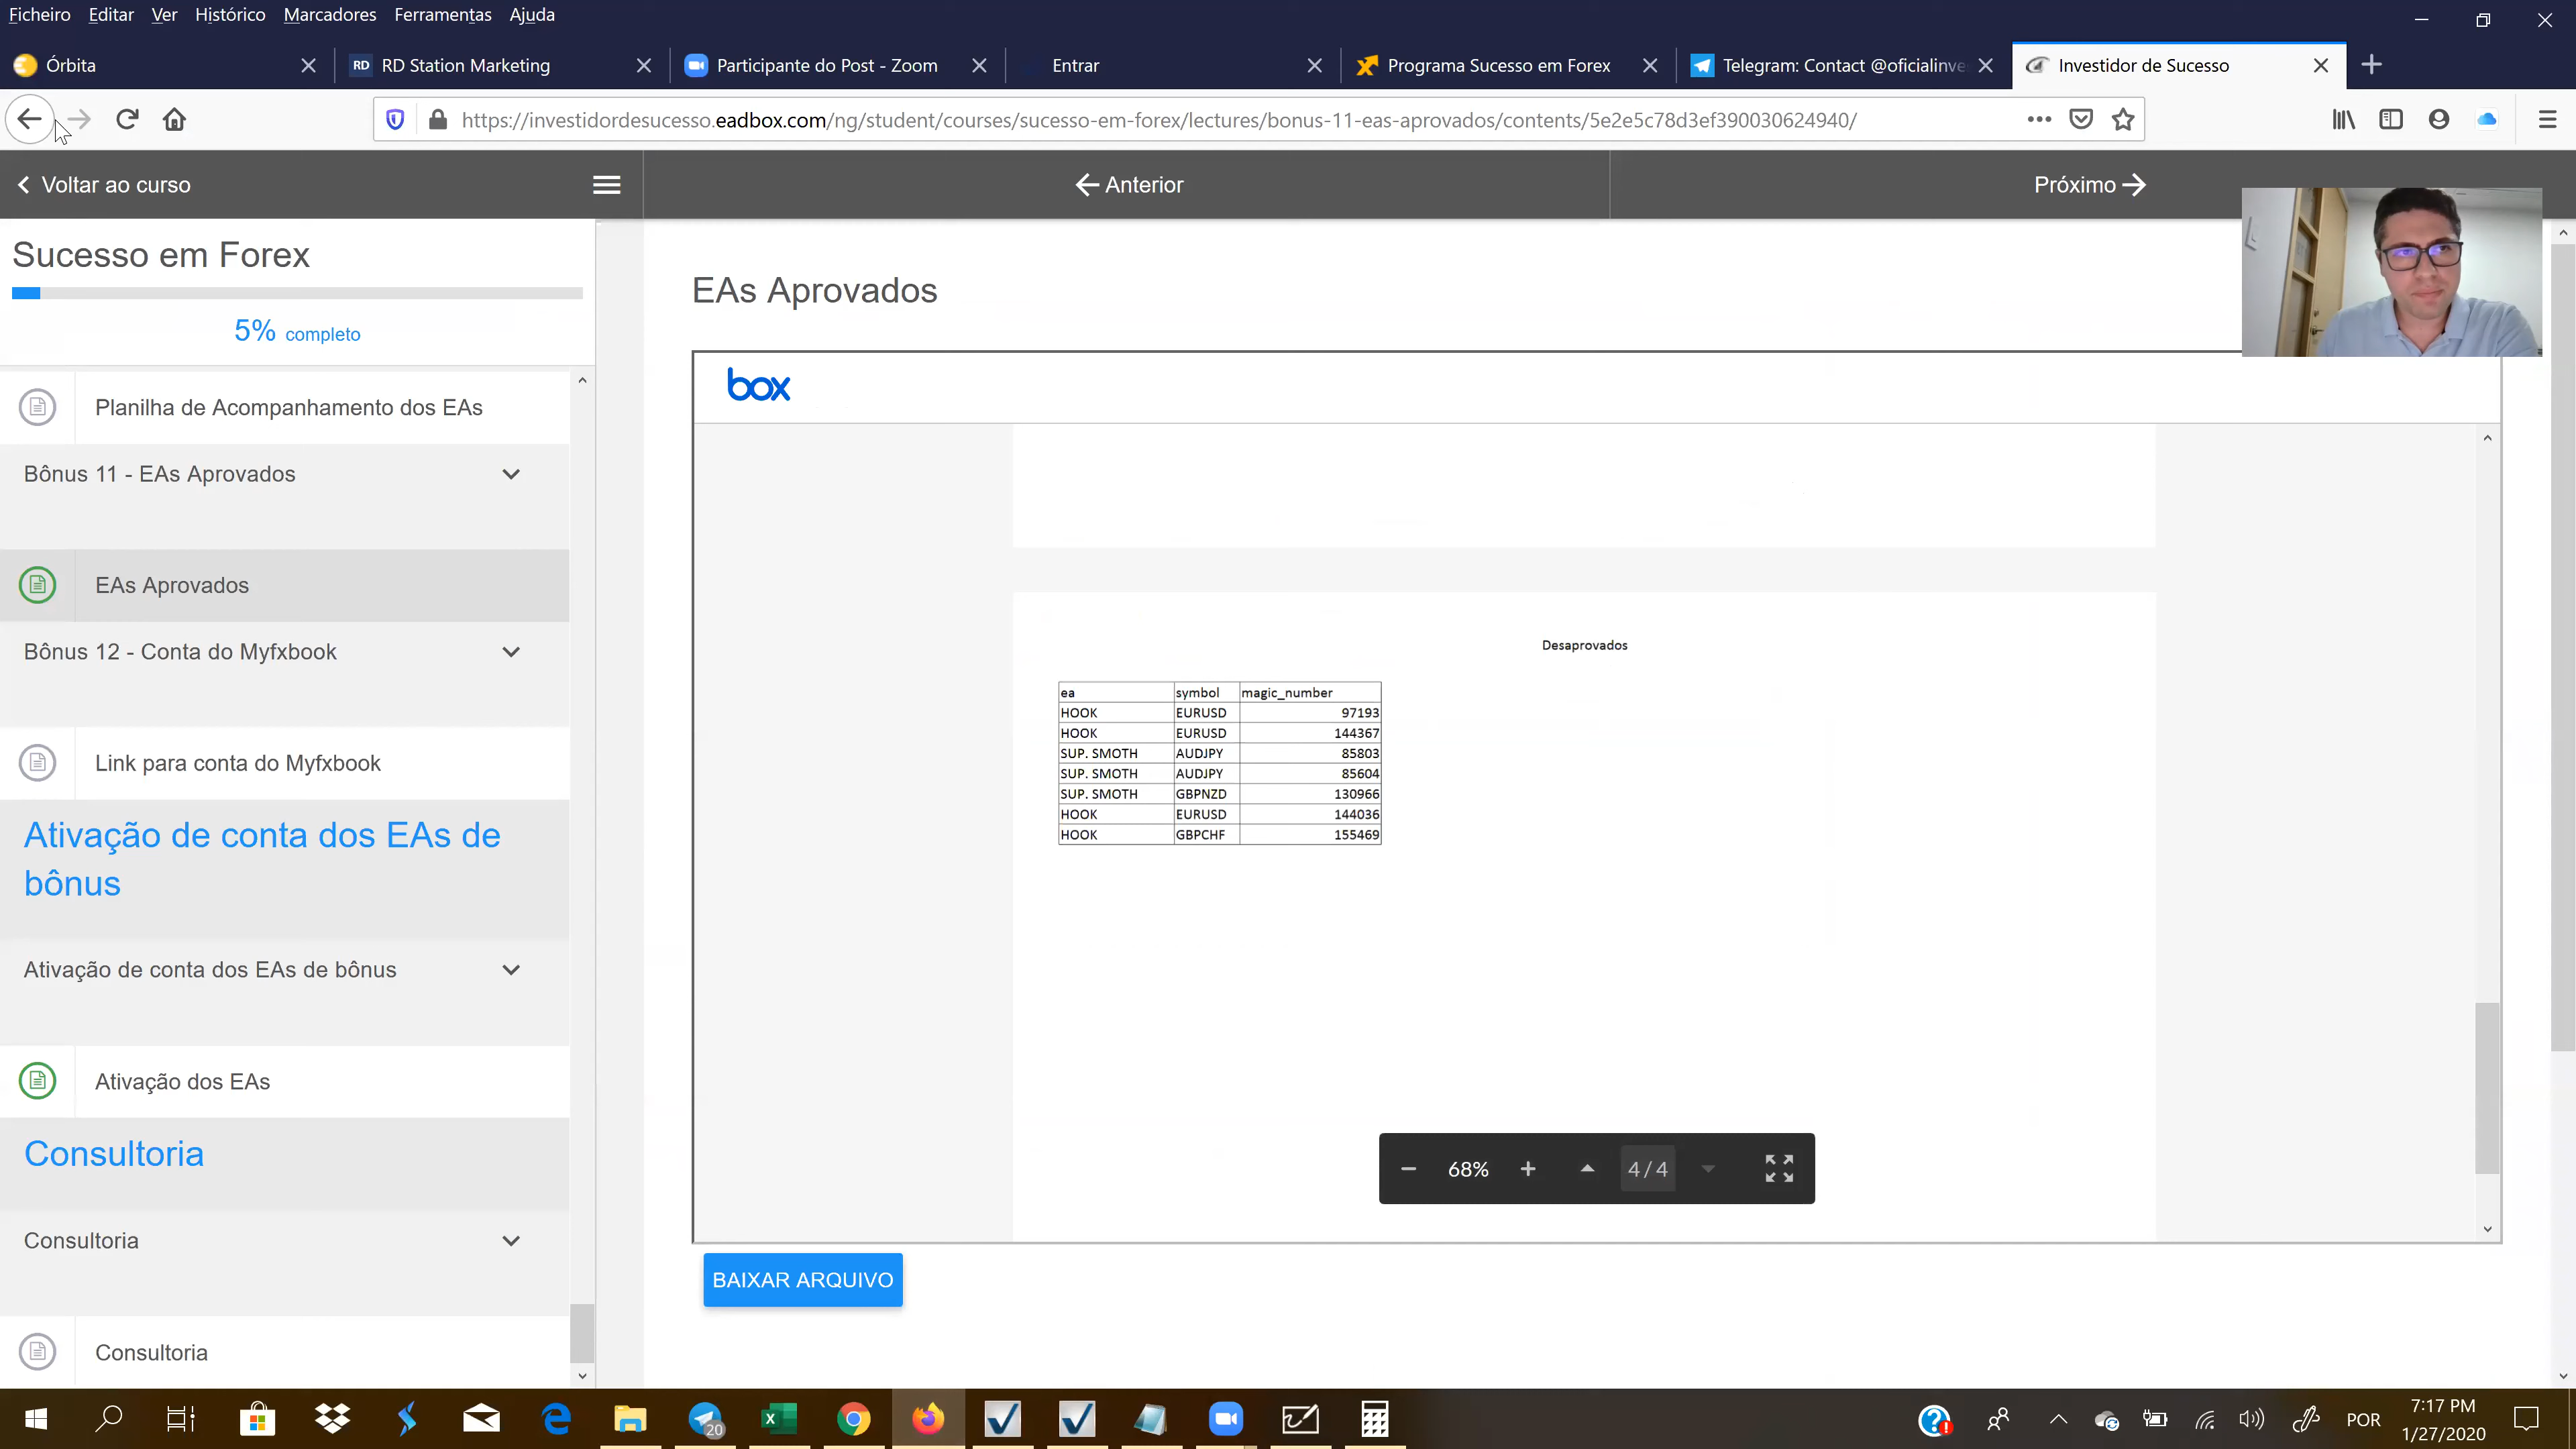 Ficheiro Editar Ver Histórico Marcadores Ferramentas Ajuda
Órbita
RD RD Station Marketing
Participante do Post - Zoom
Entrar
Programa Sucesso em Forex
Telegram: Contact @oficialinve
Investidor de Sucesso
https://investidordesucesso.eadbox.com/ng/student/courses/sucesso-em-forex/lectures/bonus-11-eas-aprovados/contents/5e2e5c78d3ef390030624940/
Voltar ao curso
Anterior
Próximo
Sucesso em Forex
5% completo
Planilha de Acompanhamento dos EAs
Bônus 11 - EAs Aprovados
EAs Aprovados
Bônus 12 - Conta do Myfxbook
Link para conta do Myfxbook
Ativação de conta dos EAs de
bônus
Ativação de conta dos EAs de bônus
Ativação dos EAs
Consultoria
Consultoria
Consultoria
EAs Aprovados
box
Desaprovados
ea symbol magic_number
HOOK EURUSD 97193
HOOK EURUSD 144367
SUP. SMOTH AUDJPY 85803
SUP. SMOTH AUDJPY 85604
SUP. SMOTH GBPNZD 130966
HOOK EURUSD 144036
HOOK GBPCHF 155469
68% 4 / 4
BAIXAR ARQUIVO
20
POR
7:17 PM
1/27/2020